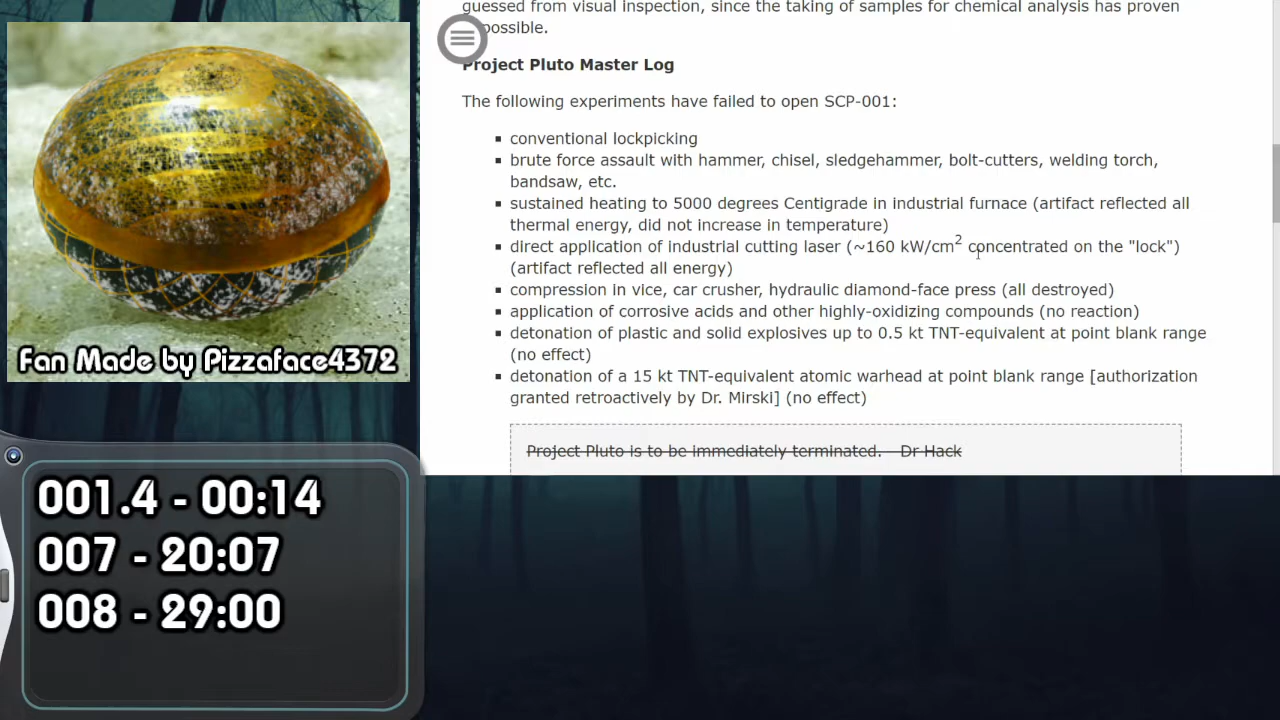 guessed from visual inspection, since the taking of samples for chemical analysis has proven
possible.
Project Pluto Master Log
The following experiments have failed to open SCP-001:
conventional lockpicking
brute force assault with hammer, chisel, sledgehammer, bolt-cutters, welding torch,
bandsaw, etc.
sustained heating to 5000 degrees Centigrade in industrial furnace (artifact reflected all
thermal energy, did not increase in temperature)
direct application of industrial cutting laser (~160 kW/cm² concentrated on the "lock")
(artifact reflected all energy)
compression in vice, car crusher, hydraulic diamond-face press (all destroyed)
application of corrosive acids and other highly-oxidizing compounds (no reaction)
detonation of plastic and solid explosives up to 0.5 kt TNT-equivalent at point blank range
(no effect)
detonation of a 15 kt TNT-equivalent atomic warhead at point blank range [authorization
granted retroactively by Dr. Mirski] (no effect)
Project Pluto is to be immediately terminated. – Dr Hack
Fan Made by Pizzaface4372
001.4 - 00:14
007 - 20:07
008 - 29:00